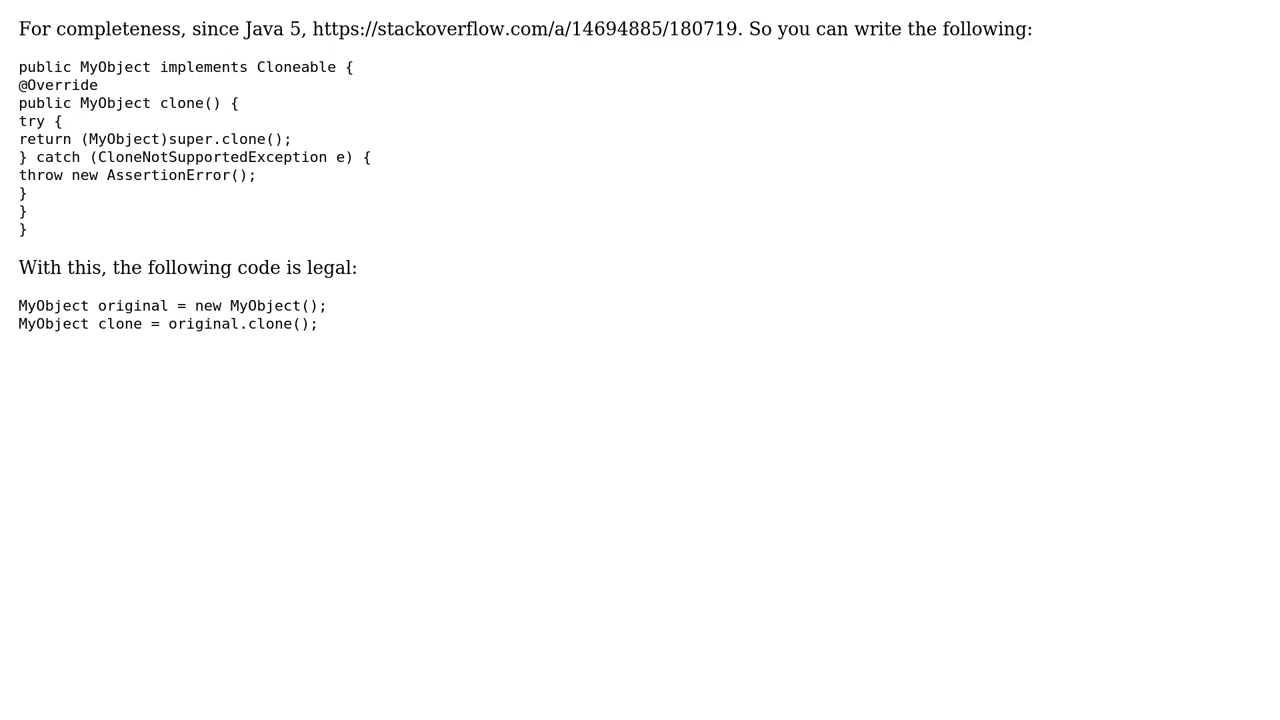 For completeness, since Java 5, https://stackoverflow.com/a/14694885/180719. So you can write the following:
public MyObject implements Cloneable {
@Override
public MyObject clone() {
try {
return (MyObject)super.clone();
} catch (CloneNotSupportedException e) {
throw new AssertionError();
}
}
}
With this, the following code is legal:
MyObject original = new MyObject();
MyObject clone = original.clone();